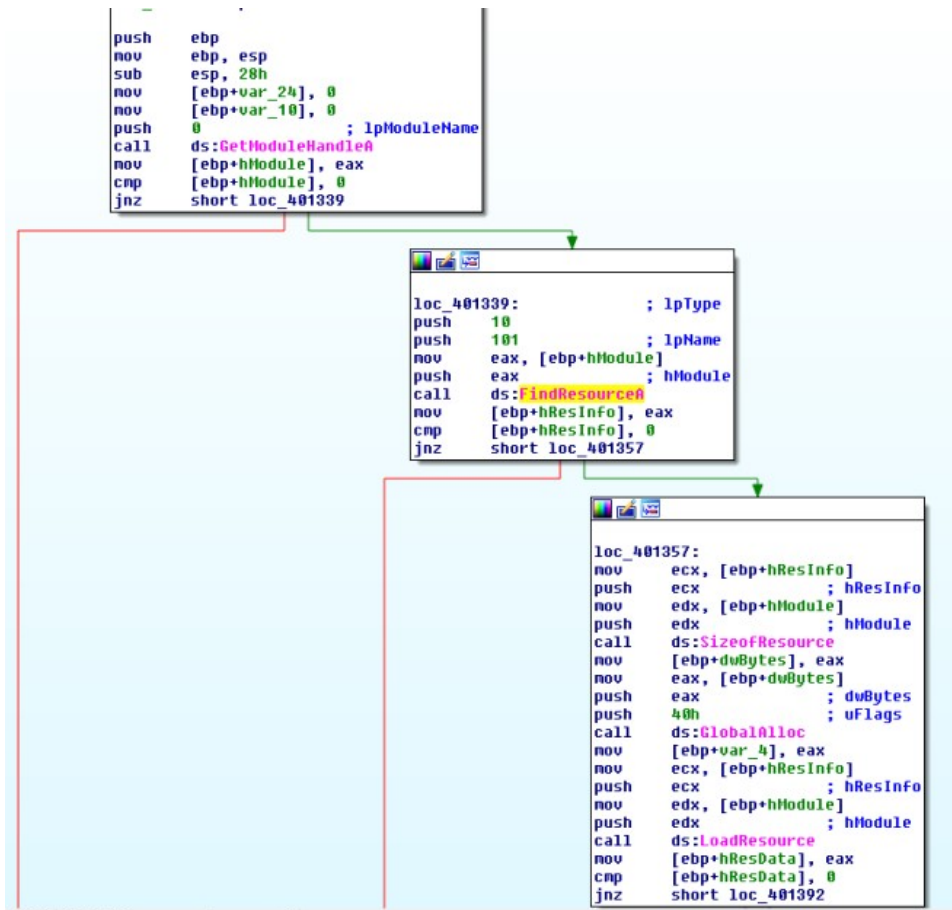 push ebp
mov ebp, esp
sub esp, 28h
mov [ebp+var_24], 0
mov [ebp+var_10], 0
push 0 ; lpModuleName
call ds:GetModuleHandleA
mov [ebp+hModule], eax
cmp [ebp+hModule], 0
jnz short loc_401339
loc_401339: ; lpType
push 10
push 101 ; lpName
mov eax, [ebp+hModule]
push eax ; hModule
call ds:FindResourceA
mov [ebp+hResInfo], eax
cmp [ebp+hResInfo], 0
jnz short loc_401357
loc_401357:
mov ecx, [ebp+hResInfo]
push ecx ; hResInfo
mov edx, [ebp+hModule]
push edx ; hModule
call ds:SizeofResource
mov [ebp+dwBytes], eax
mov eax, [ebp+dwBytes]
push eax ; dwBytes
push 40h ; uFlags
call ds:GlobalAlloc
mov [ebp+var_4], eax
mov ecx, [ebp+hResInfo]
push ecx ; hResInfo
mov edx, [ebp+hModule]
push edx ; hModule
call ds:LoadResource
mov [ebp+hResData], eax
cmp [ebp+hResData], 0
jnz short loc_401392